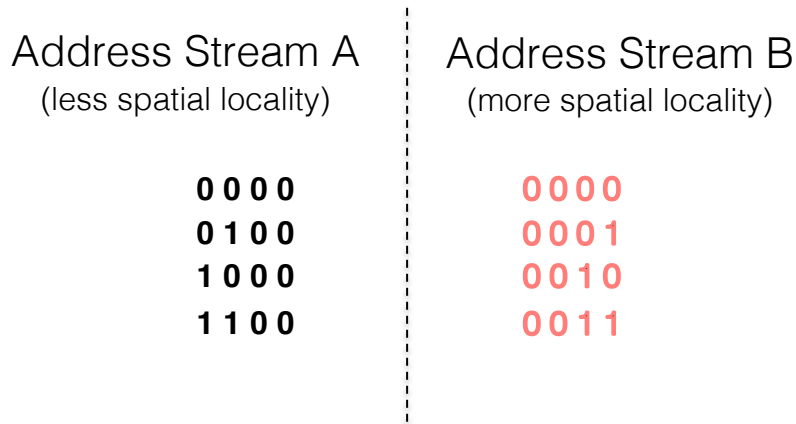 Address Stream A
(less spatial locality)
0 0 0 0
0 1 0 0
1 0 0 0
1 1 0 0
Address Stream B
(more spatial locality)
0 0 0 0
0 0 0 1
0 0 1 0
0 0 1 1